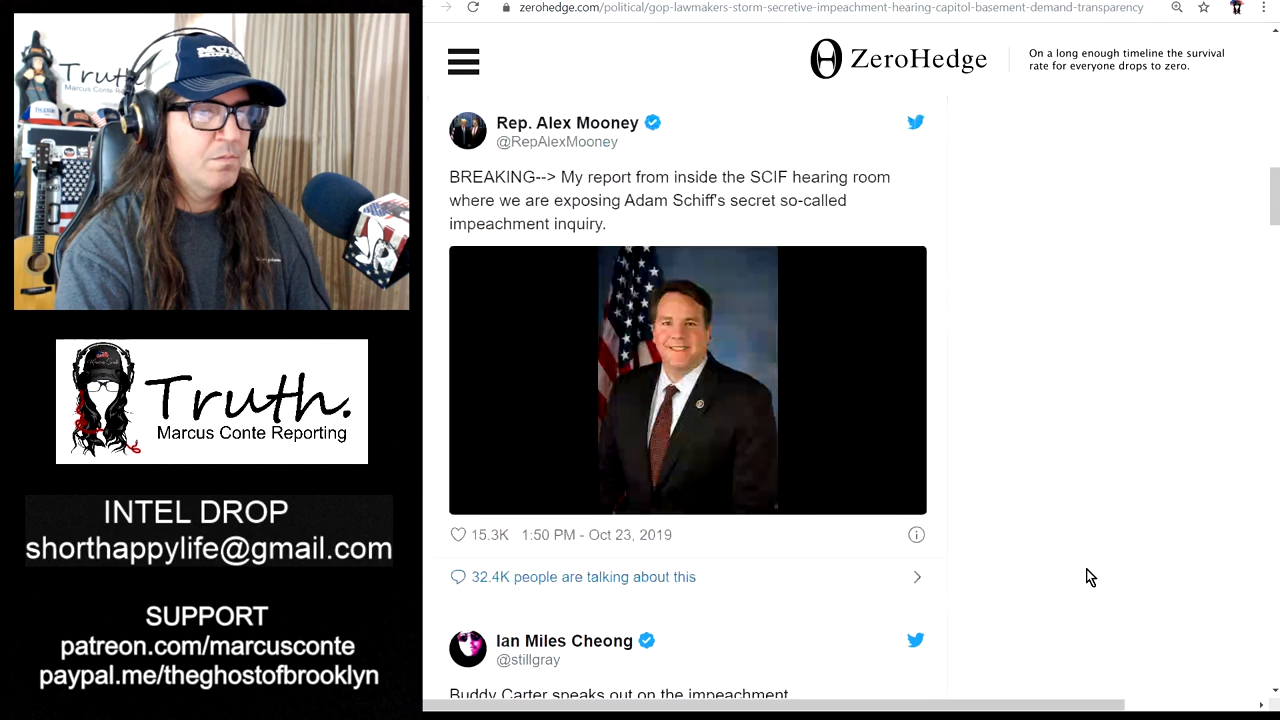 zerohedge.com/political/gop-lawmakers-storm-secretive-impeachment-hearing-capitol-basement-demand-transparency
ZeroHedge
On a long enough timeline the survival
rate for everyone drops to zero.
Rep. Alex Mooney
@RepAlexMooney
BREAKING--> My report from inside the SCIF hearing room
where we are exposing Adam Schiff's secret so-called
impeachment inquiry.
15.3K 1:50 PM - Oct 23, 2019
32.4K people are talking about this
Ian Miles Cheong
@stillgray
Buddy Carter speaks out on the impeachment
Truth.
Marcus Conte Reporting
Truth.
Marcus Conte Reporting
INTEL DROP
shorthappylife@gmail.com
SUPPORT
patreon.com/marcusconte
paypal.me/theghostofbrooklyn